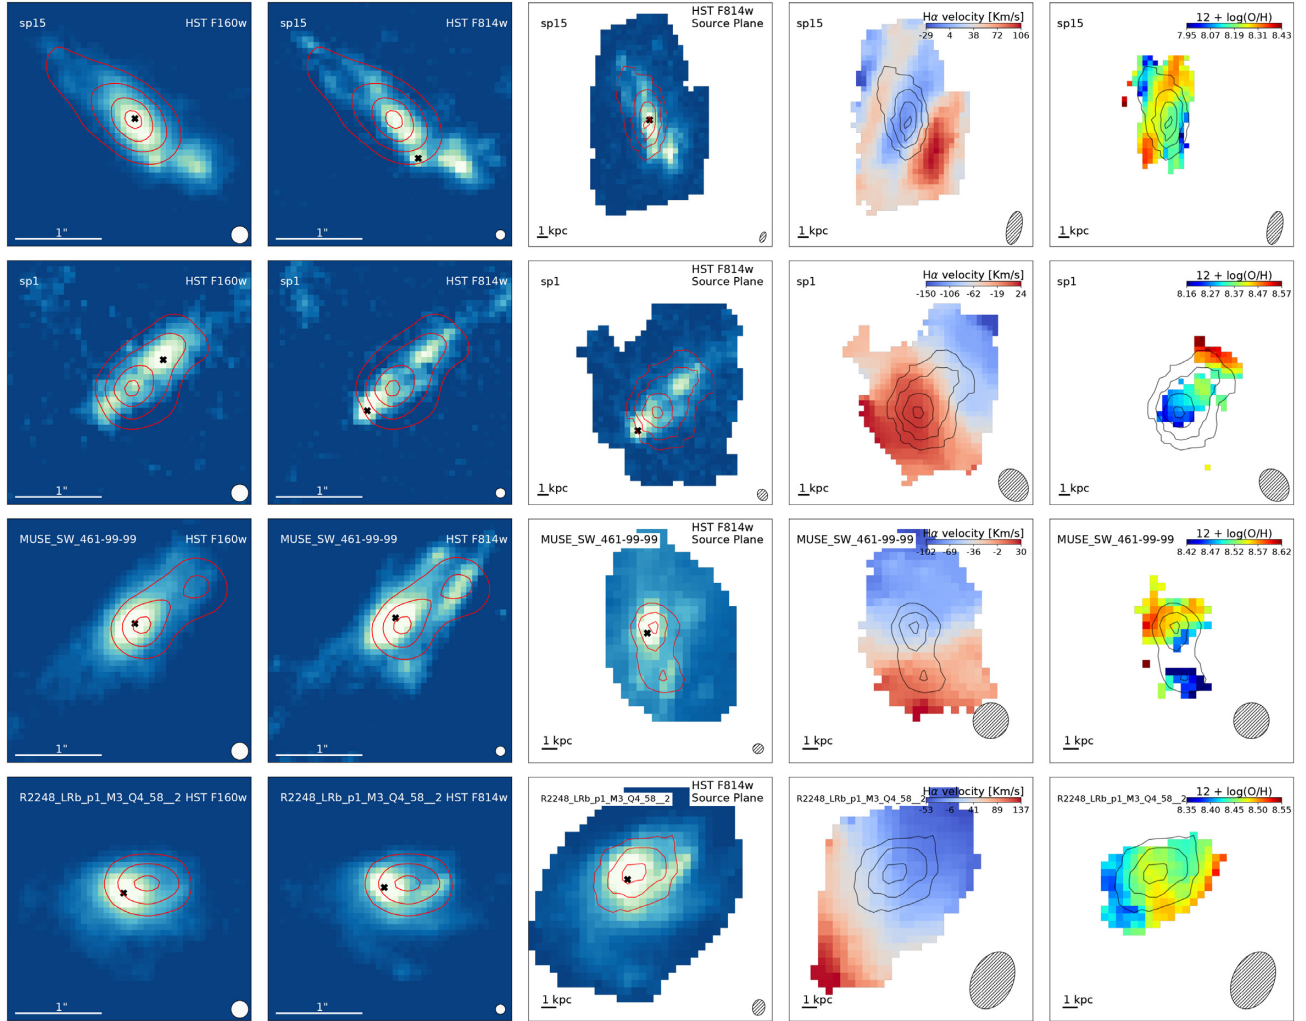 sp15 HST F160w
1"
HST F814w
1"
sp15 HST F814w
Source Plane
1 kpc
Hα velocity [Km/s]
-29 4 38 72 106
sp15
1 kpc
12 + log(O/H)
7.95 8.07 8.19 8.31 8.43
sp15
1 kpc
sp1 HST F160w
1"
sp1 HST F814w
1"
HST F814w
Source Plane
sp1
1 kpc
Hα velocity [Km/s]
-150 -106 -62 -19 24
sp1
1 kpc
12 + log(O/H)
8.16 8.27 8.37 8.47 8.57
sp1
1 kpc
MUSE_SW_461-99-99 HST F160w
1"
MUSE_SW_461-99-99 HST F814w
1"
HST F814w
Source Plane
MUSE_SW_461-99-99
1 kpc
Hα velocity [Km/s]
-102 -69 -36 -2 30
MUSE_SW_461-99-99
1 kpc
12 + log(O/H)
8.42 8.47 8.52 8.57 8.62
MUSE_SW_461-99-99
1 kpc
R2248_LRb_p1_M3_Q4_58__2 HST F160w
1"
R2248_LRb_p1_M3_Q4_58__2 HST F814w
1"
HST F814w
Source Plane
R2248_LRb_p1_M3_Q4_58__2
1 kpc
Hα velocity [Km/s]
-53 -6 41 89 137
R2248_LRb_p1_M3_Q4_58__2
1 kpc
12 + log(O/H)
8.35 8.40 8.45 8.50 8.55
R2248_LRb_p1_M3_Q4_58__2
1 kpc